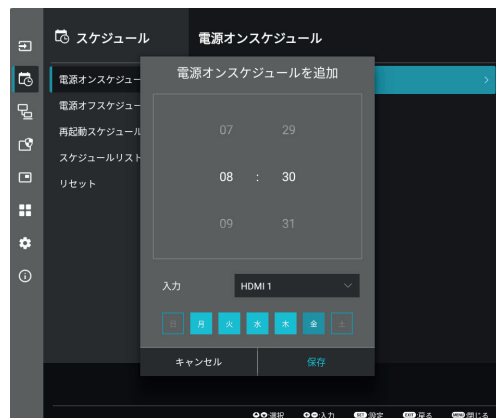 スケジュール
電源オンスケジュール
電源オンスケジュー
電源オフスケジュー
再起動スケジュール
スケジュールリスト
リセット
電源オンスケジュールを追加
07 29
08 : 30
09 31
入力 HDMI 1
日 月 火 水 木 金 土
キャンセル 保存
選択 入力 SET 設定 EXIT 戻る MENU 閉じる